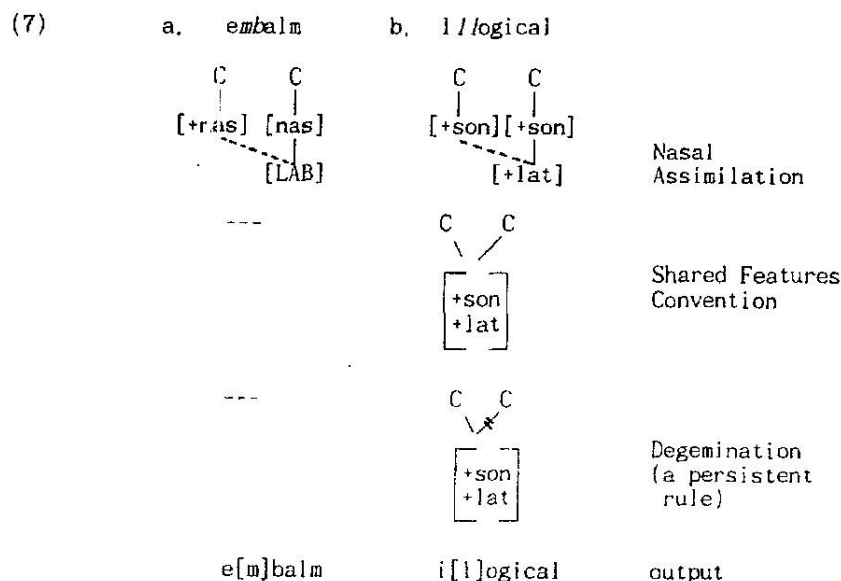 (7) a. embalm b. illogical
C C C C
[+nas] [nas] [+son][+son] Nasal
[LAB] [+lat] Assimilation
--- C C
+son Shared Features
+lat Convention
--- C C
Degemination
+son (a persistent
+lat rule)
e[m]balm i[l]ogical output